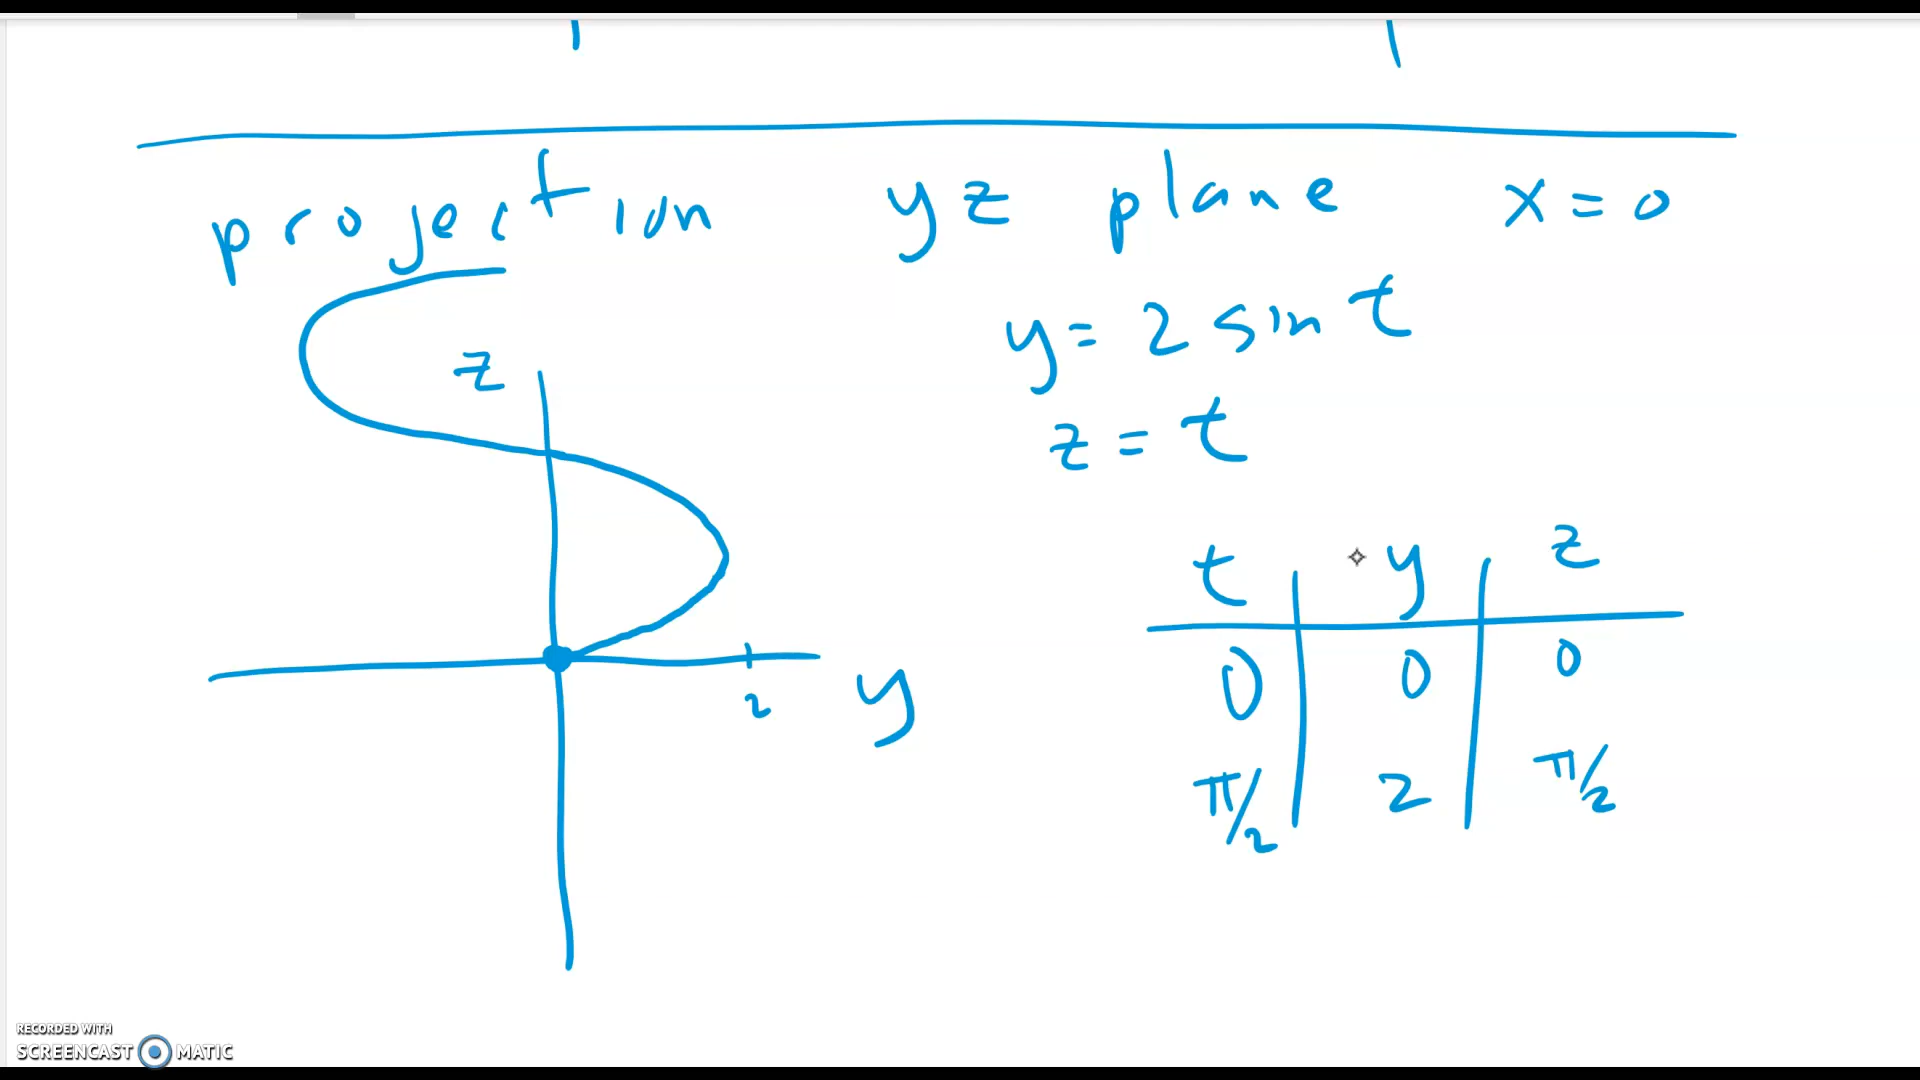 projection yz plane x=0
y= 2 sin t
z = t
z
y
2
t y z
0 0 0
π/2 2 π/2
RECORDED WITH
SCREENCAST MATIC